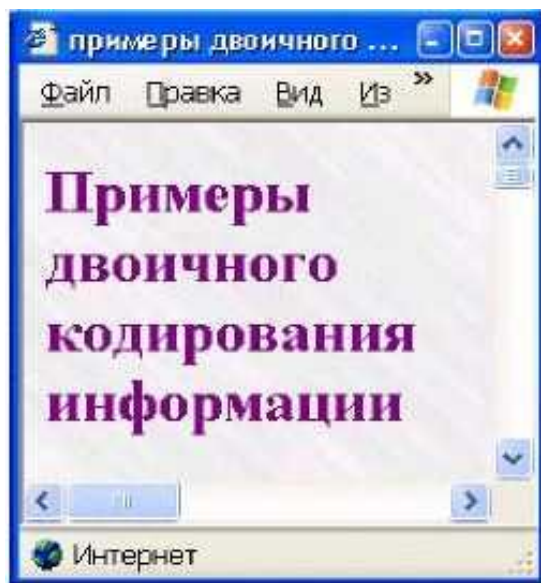 примеры двоичного ...
Файл Правка Вид Из »
Примеры
двоичного
кодирования
информации
Интернет